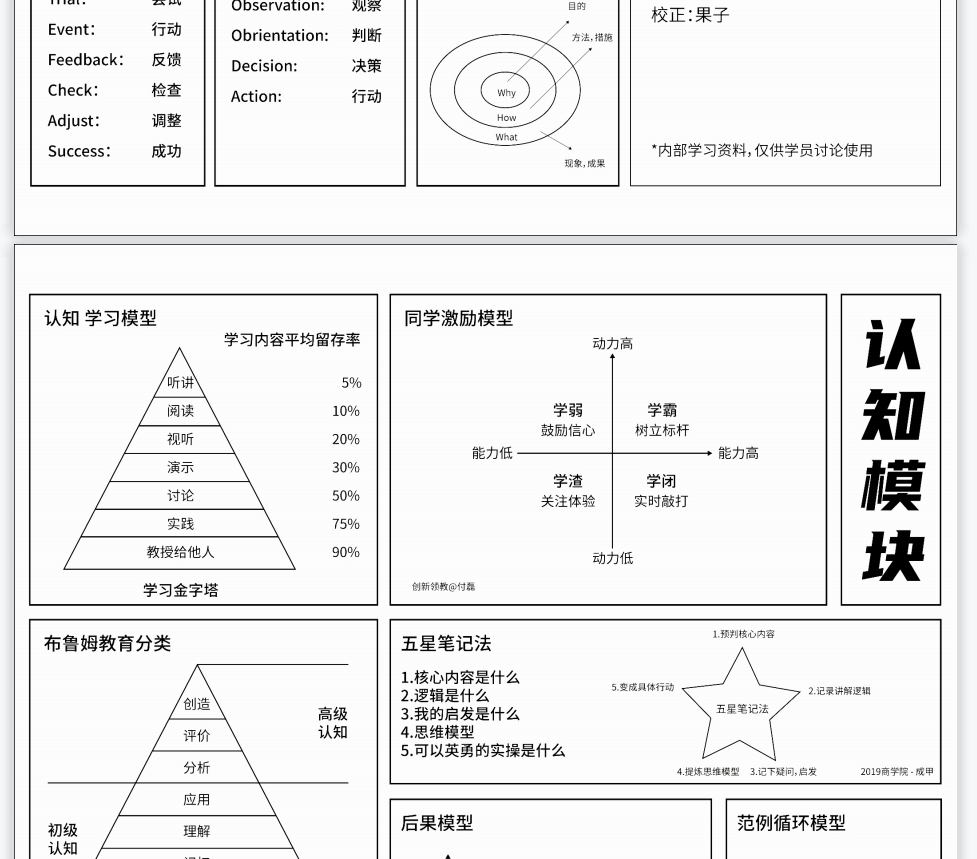 Trial： 尝试
Event： 行动
Feedback： 反馈
Check： 检查
Adjust： 调整
Success： 成功
Observation: 观察
Obrientation: 判断
Decision: 决策
Action: 行动
目的
方法，措施
Why
How
What
现象，成果
校正：果子
*内部学习资料，仅供学员讨论使用
认知 学习模型
学习内容平均留存率
听讲 5%
阅读 10%
视听 20%
演示 30%
讨论 50%
实践 75%
教授给他人 90%
学习金字塔
同学激励模型
动力高
学弱 学霸
鼓励信心 树立标杆
能力低 能力高
学渣 学闭
关注体验 实时敲打
动力低
创新领教@付磊
认
知
模
块
布鲁姆教育分类
创造
评价
分析
高级
认知
应用
理解
初级
认知
五星笔记法
1.核心内容是什么
2.逻辑是什么
3.我的启发是什么
4.思维模型
5.可以英勇的实操是什么
1.预判核心内容
5.变成具体行动
2.记录讲解逻辑
五星笔记法
4.提炼思维模型 3.记下疑问，启发
2019商学院 - 成甲
后果模型
范例循环模型